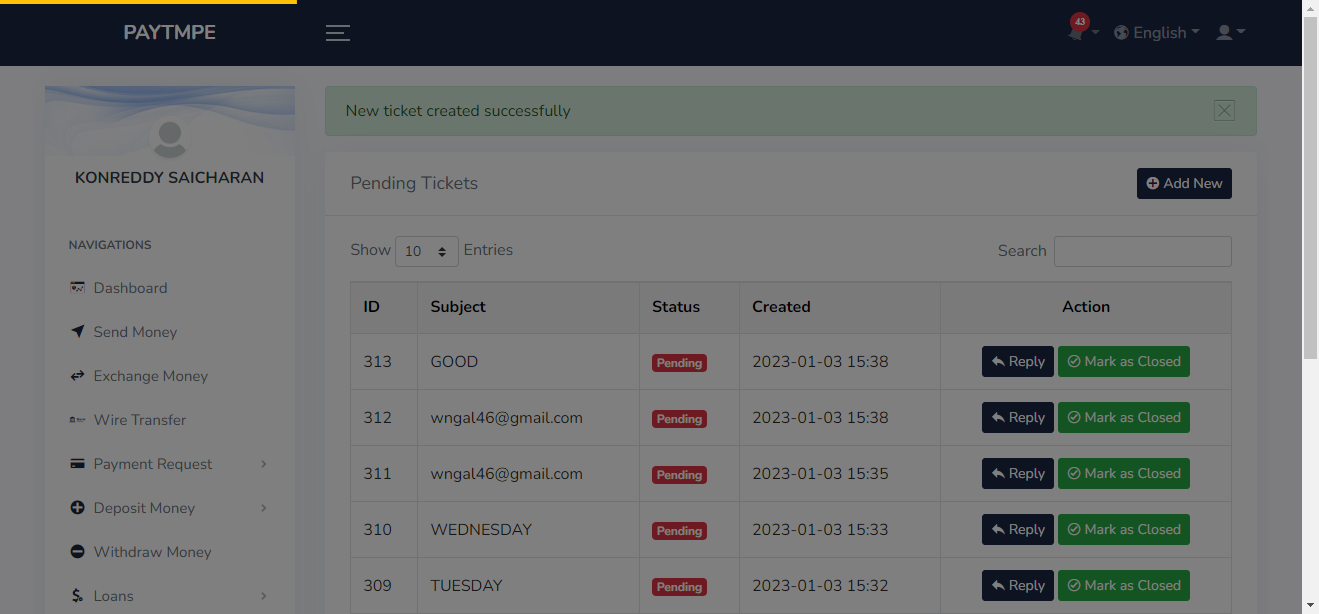 PAYTMPE
43
English
KONREDDY SAICHARAN
NAVIGATIONS
Dashboard
Send Money
Exchange Money
Wire Transfer
Payment Request
Deposit Money
Withdraw Money
Loans
New ticket created successfully
Pending Tickets
Add New
Show 10 Entries
Search
ID Subject Status Created Action
313 GOOD Pending 2023-01-03 15:38 Reply Mark as Closed
312 wngal46@gmail.com Pending 2023-01-03 15:38 Reply Mark as Closed
311 wngal46@gmail.com Pending 2023-01-03 15:35 Reply Mark as Closed
310 WEDNESDAY Pending 2023-01-03 15:33 Reply Mark as Closed
309 TUESDAY Pending 2023-01-03 15:32 Reply Mark as Closed